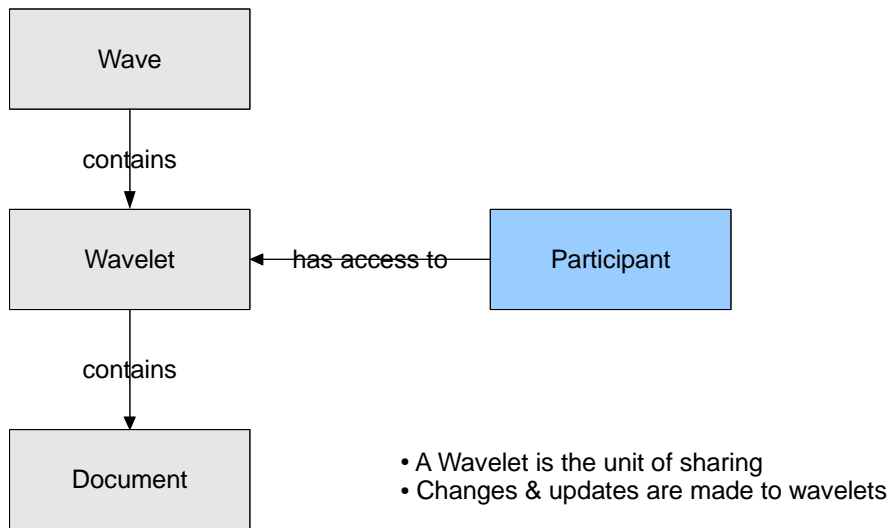 Wave
contains
Wavelet
has access to
Participant
contains
Document
• A Wavelet is the unit of sharing
• Changes & updates are made to wavelets